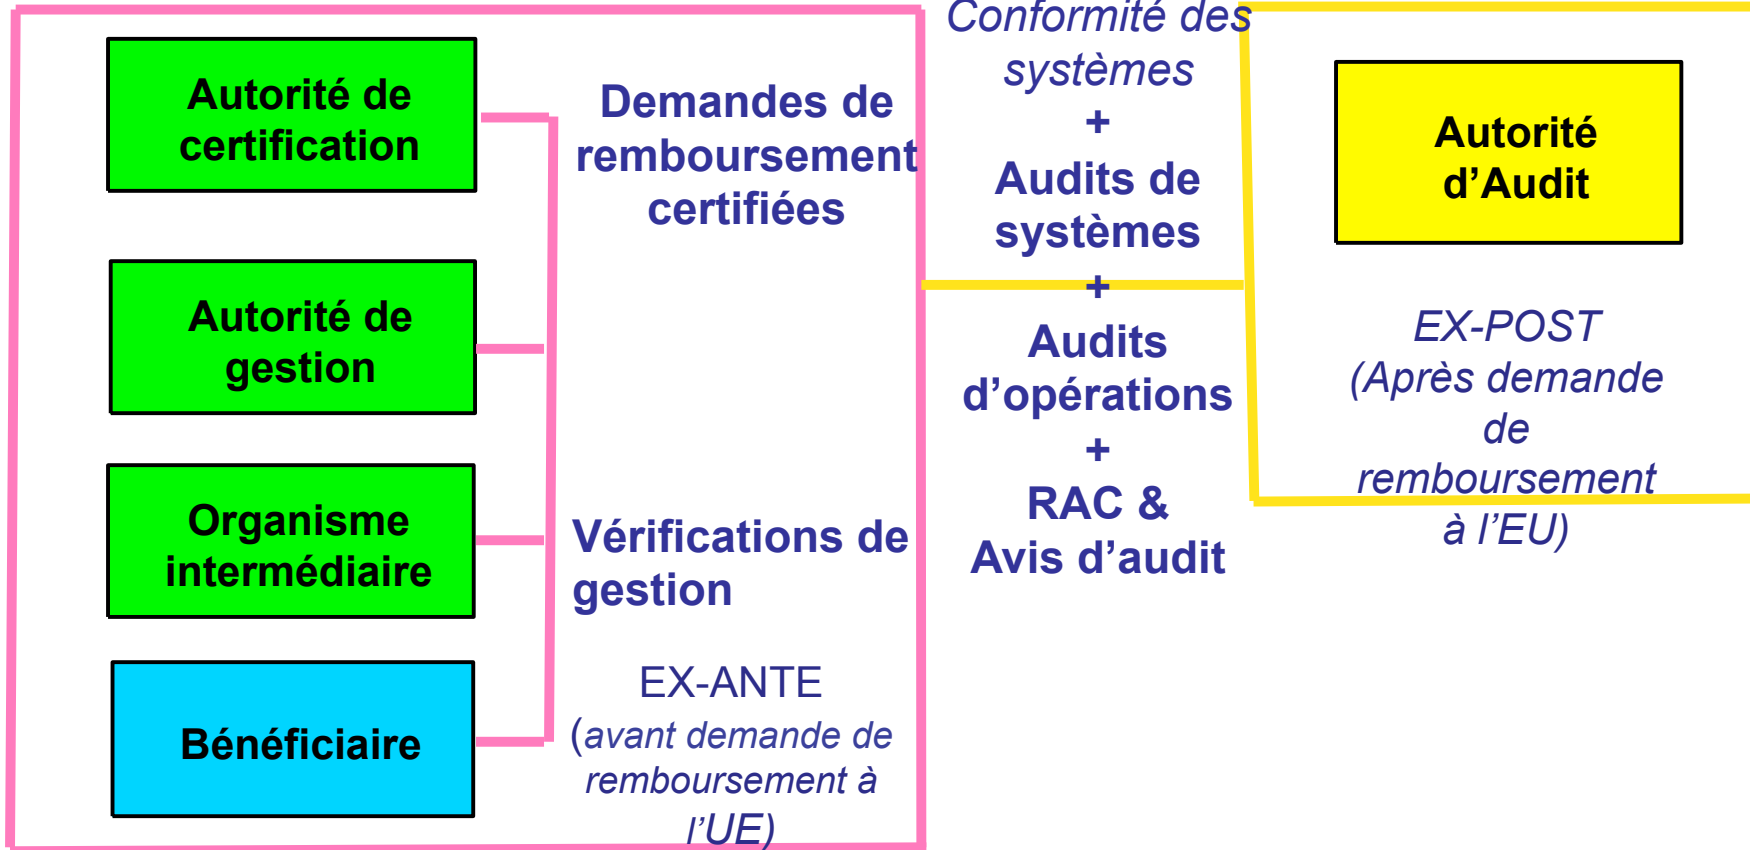 Autorité de
certification
Autorité de
gestion
Organisme
intermédiaire
Bénéficiaire
Demandes de
remboursement
certifiées
Vérifications de
gestion
EX-ANTE
(avant demande de
remboursement à
l’UE)
Conformité des
systèmes
+
Audits de
systèmes
+
Audits
d’opérations
+
RAC &
Avis d’audit
Autorité
d’Audit
EX-POST
(Après demande
de
remboursement
à l’EU)